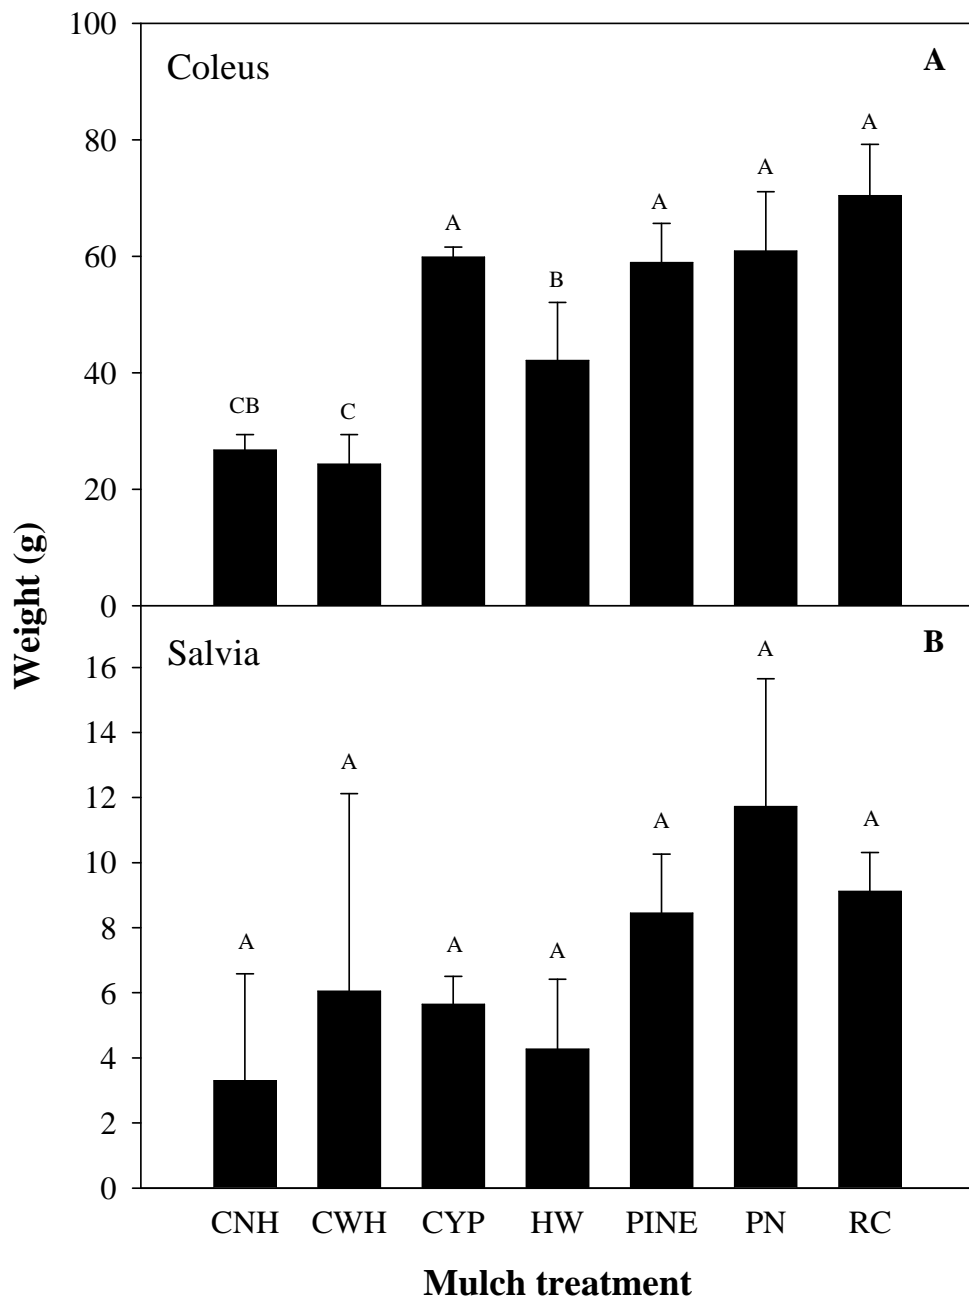 100
Coleus
A
A
80
A
A
A
60
B
CB
C
40
20
0
Weight (g)
Salvia
B
A
16
14
A
12
A
A
10
8
A
A
A
6
4
2
0
CNH CWH CYP HW PINE PN RC
Mulch treatment